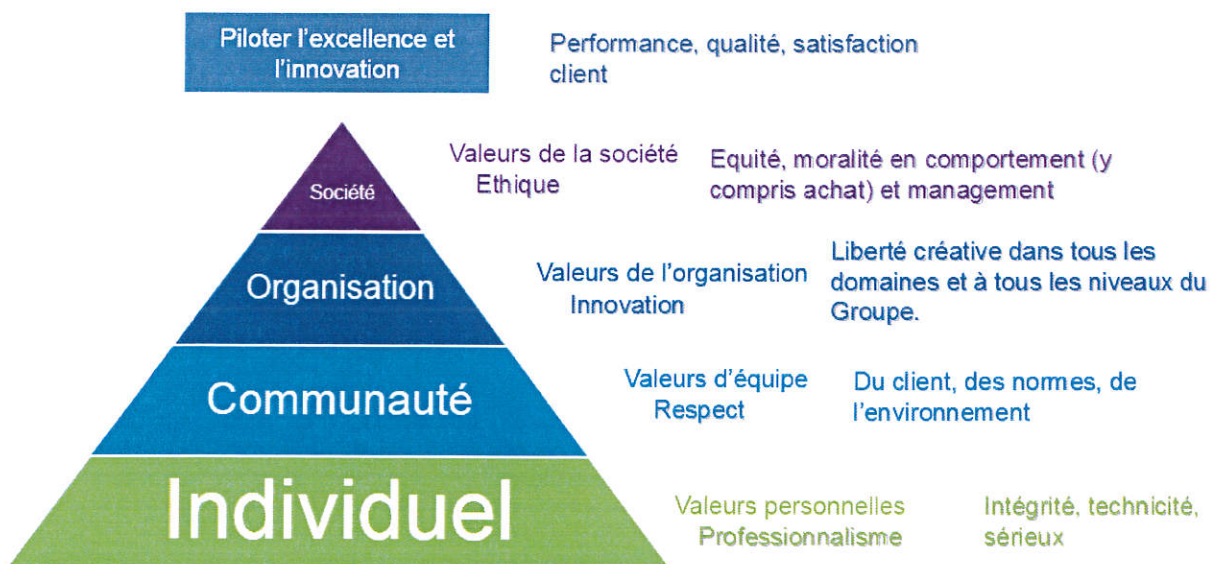 Piloter l'excellence et
l'innovation
Performance, qualité, satisfaction
client
Société
Valeurs de la société
Ethique
Equité, moralité en comportement (y
compris achat) et management
Organisation
Valeurs de l'organisation
Innovation
Liberté créative dans tous les
domaines et à tous les niveaux du
Groupe.
Communauté
Valeurs d'équipe
Respect
Du client, des normes, de
l'environnement
Individuel
Valeurs personnelles
Professionnalisme
Intégrité, technicité,
sérieux